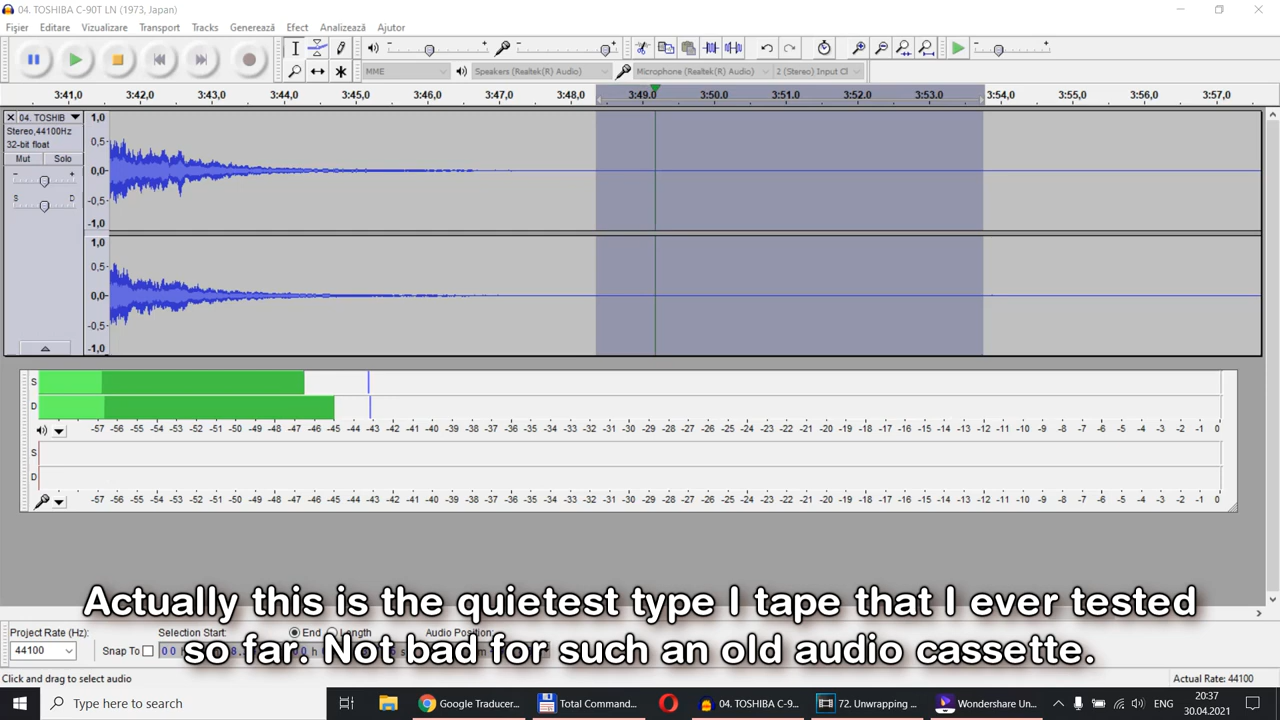 04. TOSHIBA C-90T LN (1973, Japan)
Fișier Editare Vizualizare Transport Tracks Generează Efect Analizează Ajutor
MME Speakers (Realtek(R) Audio) Microphone (Realtek(R) Audio) 2 (Stereo) Input Cl
3:41,0 3:42,0 3:43,0 3:44,0 3:45,0 3:46,0 3:47,0 3:48,0 3:49,0 3:50,0 3:51,0 3:52,0 3:53,0 3:54,0 3:55,0 3:56,0 3:57,0
04. TOSHIB
Stereo,44100Hz
32-bit float
Mut Solo
- +
S D
1,0
0,5
0,0
-0,5
-1,0
1,0
0,5
0,0
-0,5
-1,0
S
D
-57 -56 -55 -54 -53 -52 -51 -50 -49 -48 -47 -46 -45 -44 -43 -42 -41 -40 -39 -38 -37 -36 -35 -34 -33 -32 -31 -30 -29 -28 -27 -26 -25 -24 -23 -22 -21 -20 -19 -18 -17 -16 -15 -14 -13 -12 -11 -10 -9 -8 -7 -6 -5 -4 -3 -2 -1 0
S
D
-57 -56 -55 -54 -53 -52 -51 -50 -49 -48 -47 -46 -45 -44 -43 -42 -41 -40 -39 -38 -37 -36 -35 -34 -33 -32 -31 -30 -29 -28 -27 -26 -25 -24 -23 -22 -21 -20 -19 -18 -17 -16 -15 -14 -13 -12 -11 -10 -9 -8 -7 -6 -5 -4 -3 -2 -1 0
Actually this is the quietest type I tape that I ever tested
so far. Not bad for such an old audio cassette.
Project Rate (Hz): Selection Start: End Length Audio Position:
44100 Snap To
Click and drag to select audio Actual Rate: 44100
Type here to search Google Traducer... Total Command... 04. TOSHIBA C-9... 72. Unwrapping ... Wondershare Un... ENG 20:37
30.04.2021